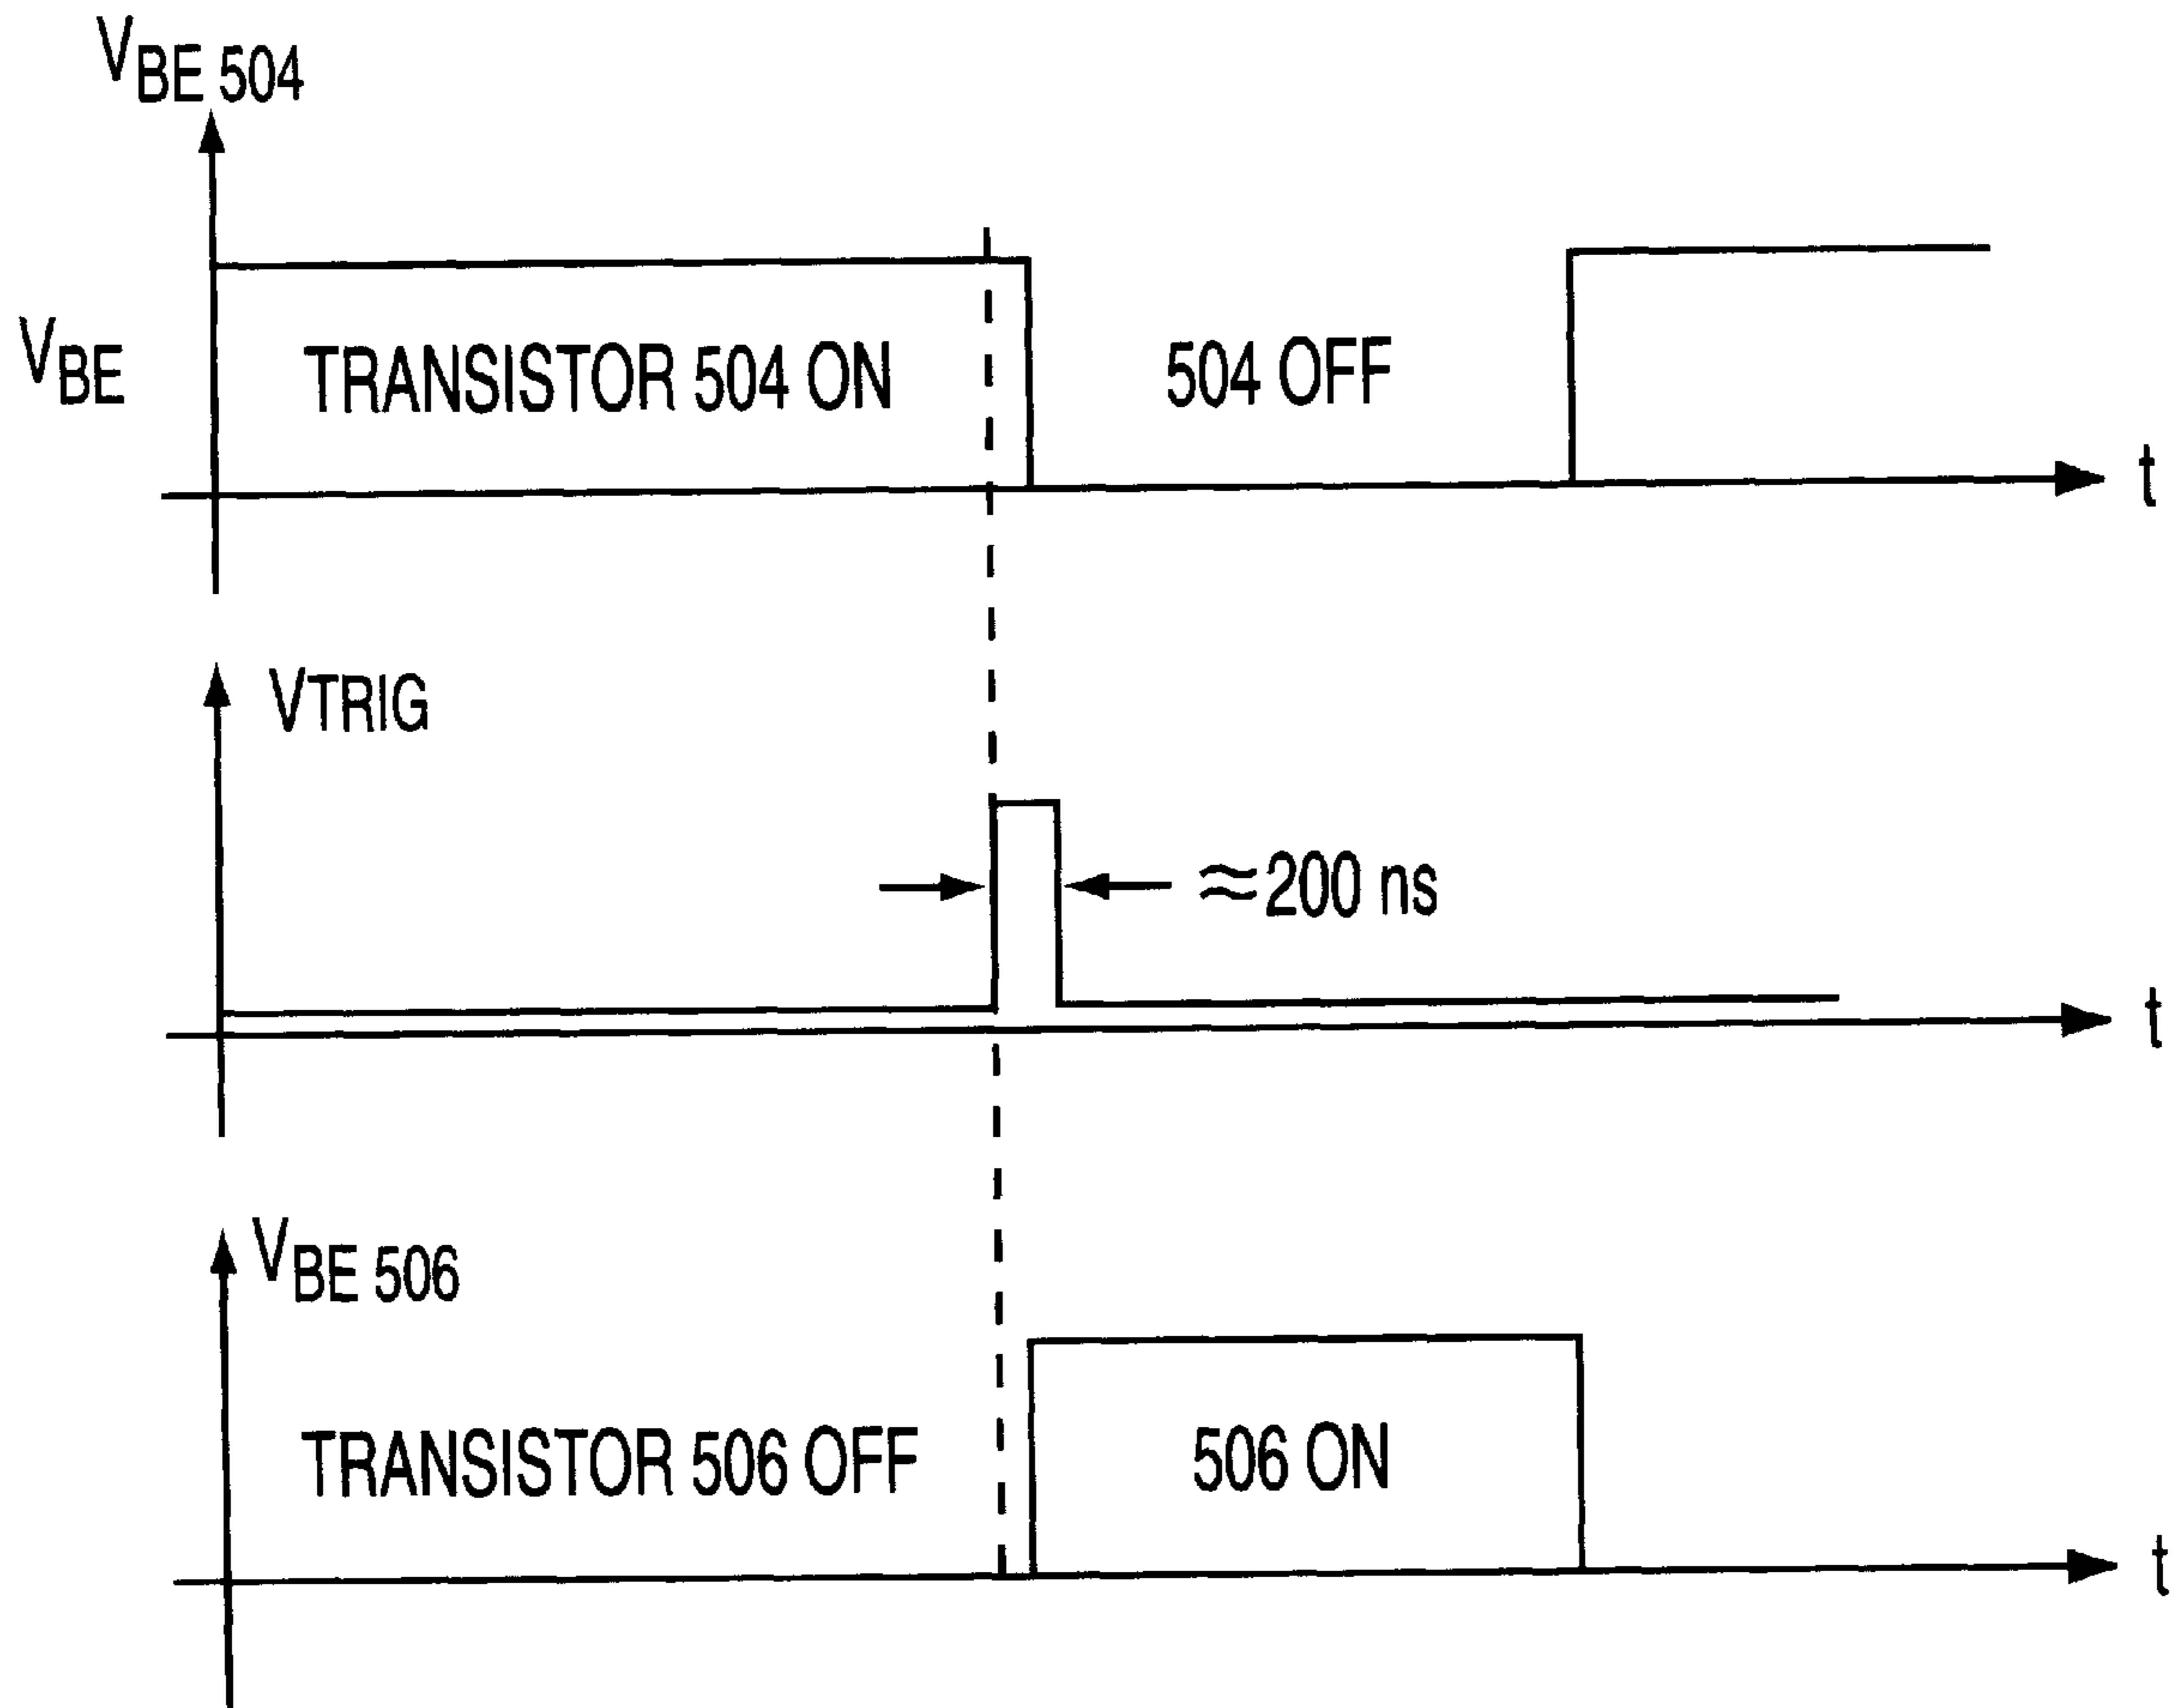 VBE 504
VBE
TRANSISTOR 504 ON
504 OFF
t
VTRIG
≈200 ns
t
VBE 506
TRANSISTOR 506 OFF
506 ON
t